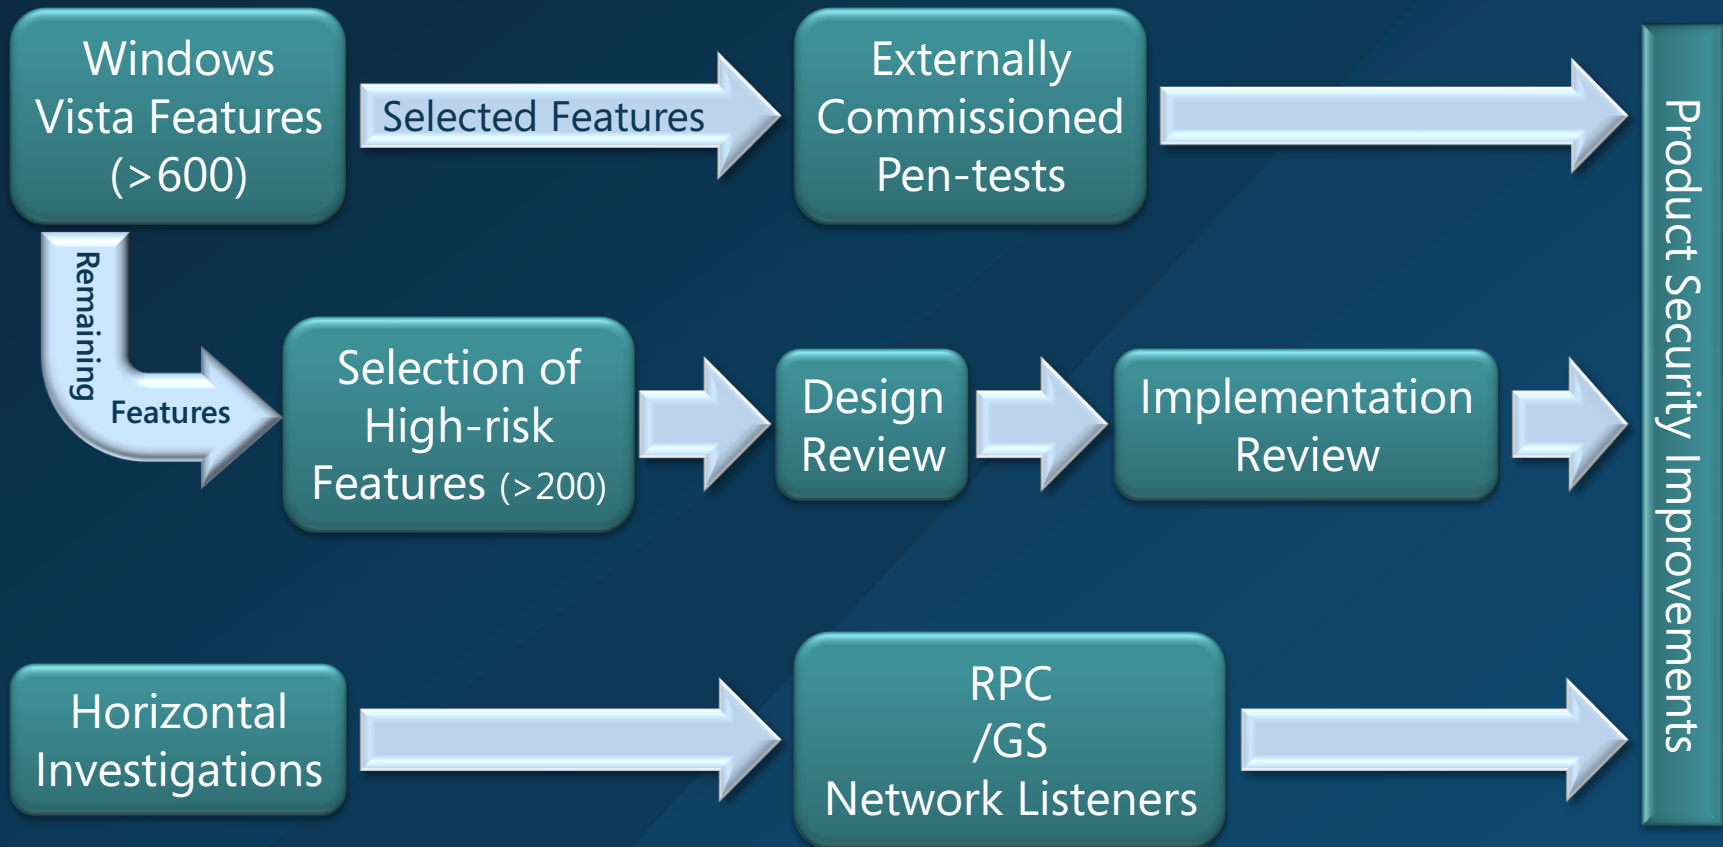 Windows
Vista Features
(>600)
Selected Features
Externally
Commissioned
Pen-tests
Remaining
Features
Selection of
High-risk
Features (>200)
Design
Review
Implementation
Review
Horizontal
Investigations
RPC
/GS
Network Listeners
Product Security Improvements